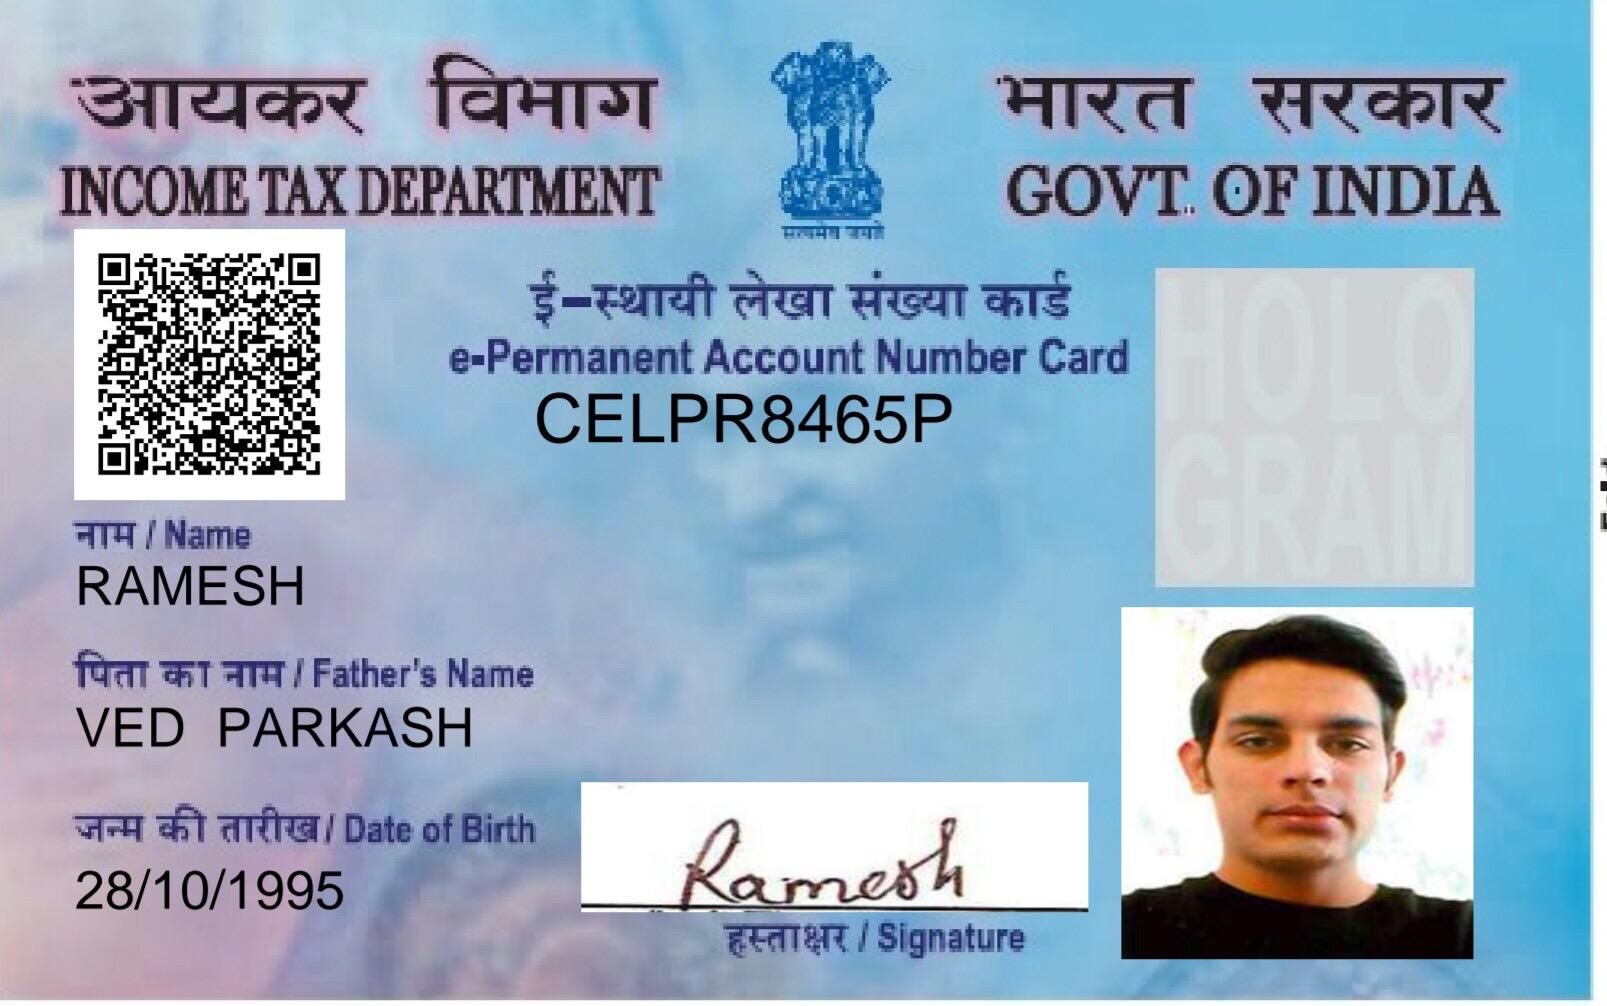 आयकर विभाग
INCOME TAX DEPARTMENT
सत्यमेव जयते
भारत सरकार
GOVT. OF INDIA
ई-स्थायी लेखा संख्या कार्ड
e-Permanent Account Number Card
CELPR8465P
HOLO
GRAM
नाम / Name
RAMESH
पिता का नाम / Father's Name
VED PARKASH
जन्म की तारीख / Date of Birth
28/10/1995
Ramesh
हस्ताक्षर / Signature